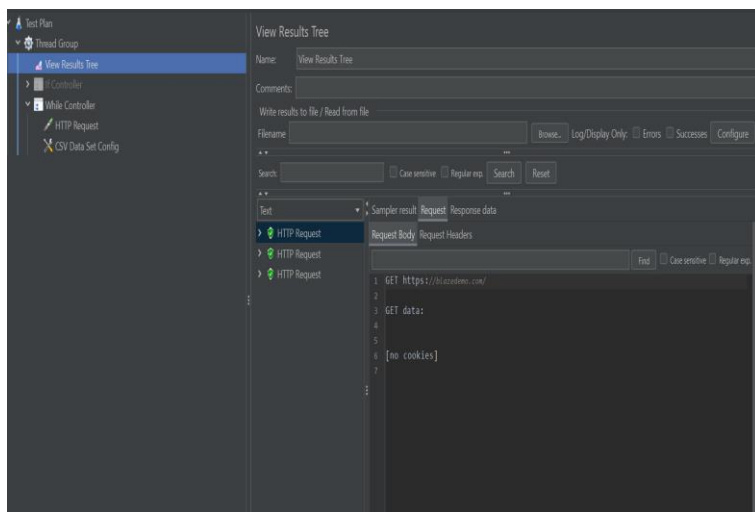 Test Plan
Thread Group
View Results Tree
If Controller
While Controller
HTTP Request
CSV Data Set Config
View Results Tree
Name: View Results Tree
Comments:
Write results to file / Read from file
Filename Browse... Log/Display Only: Errors Successes Configure
Search: Case sensitive Regular exp. Search Reset
Text
HTTP Request
HTTP Request
HTTP Request
Sampler result Request Response data
Request Body Request Headers
Find Case sensitive Regular exp.
1 GET https://blazedemo.com/
2
3 GET data:
4
5
6 [no cookies]
7